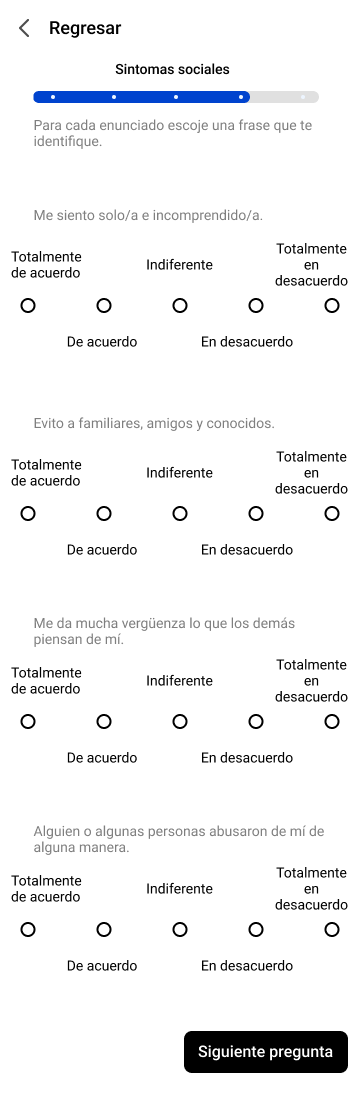 Regresar
Sintomas sociales
Para cada enunciado escoje una frase que te
identifique.
Me siento solo/a e incomprendido/a.
Totalmente
de acuerdo
Indiferente
Totalmente
en
desacuerdo
De acuerdo
En desacuerdo
Evito a familiares, amigos y conocidos.
Totalmente
de acuerdo
Indiferente
Totalmente
en
desacuerdo
De acuerdo
En desacuerdo
Me da mucha vergüenza lo que los demás
piensan de mí.
Totalmente
de acuerdo
Indiferente
Totalmente
en
desacuerdo
De acuerdo
En desacuerdo
Alguien o algunas personas abusaron de mí de
alguna manera.
Totalmente
de acuerdo
Indiferente
Totalmente
en
desacuerdo
De acuerdo
En desacuerdo
Siguiente pregunta